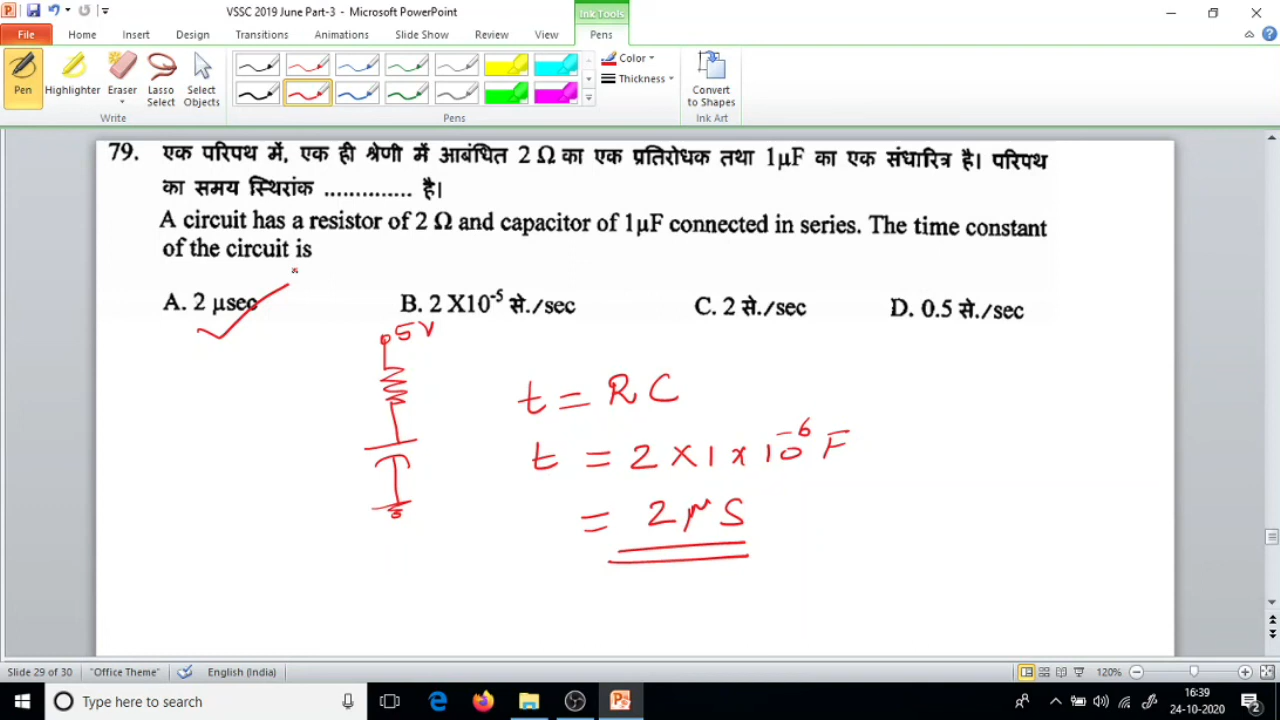 VSSC 2019 June Part-3 - Microsoft PowerPoint
Ink Tools
File Home Insert Design Transitions Animations Slide Show Review View Pens
Pen Highlighter Eraser Lasso Select Select Objects
Color
Thickness
Convert to Shapes
Write Pens Ink Art
79. एक परिपथ में, एक ही श्रेणी में आबंधित 2 Ω का एक प्रतिरोधक तथा 1µF का एक संधारित्र है। परिपथ
का समय स्थिरांक .............. है।
A circuit has a resistor of 2 Ω and capacitor of 1µF connected in series. The time constant
of the circuit is
A. 2 µsec B. 2 X10⁻⁵ से./sec C. 2 से./sec D. 0.5 से./sec
5V
t = RC
t = 2 × 1 × 10⁻⁶ F
= 2µS
Slide 29 of 30 "Office Theme" English (India) 120%
Type here to search
16:39
24-10-2020
2